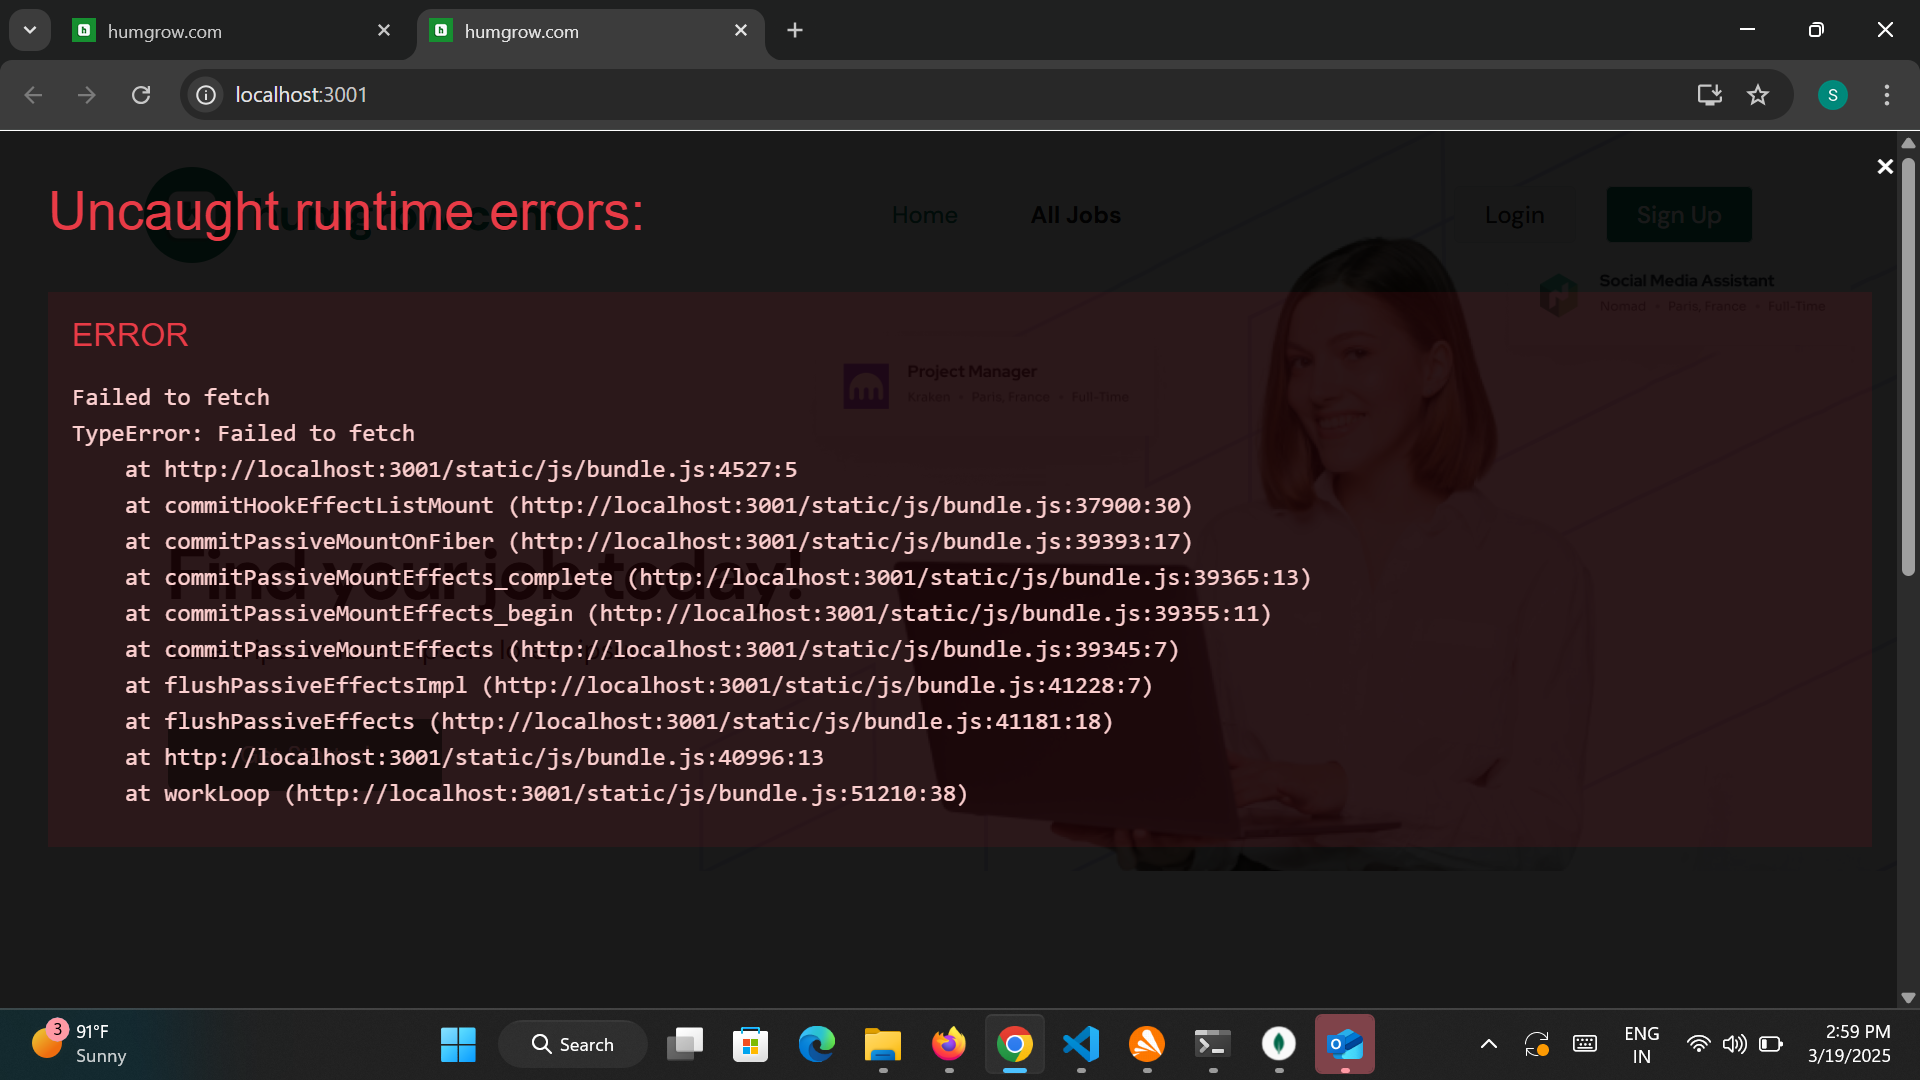 humgrow.com
humgrow.com
localhost:3001
Uncaught runtime errors:
humgrow.com
Home
All Jobs
Login
Sign Up
Social Media Assistant
Nomad · Paris, France · Full-Time
ERROR
Project Manager
Kraken · Paris, France · Full-Time
Failed to fetch
TypeError: Failed to fetch
at http://localhost:3001/static/js/bundle.js:4527:5
at commitHookEffectListMount (http://localhost:3001/static/js/bundle.js:37900:30)
at commitPassiveMountOnFiber (http://localhost:3001/static/js/bundle.js:39393:17)
Find your job today!
at commitPassiveMountEffects_complete (http://localhost:3001/static/js/bundle.js:39365:13)
at commitPassiveMountEffects_begin (http://localhost:3001/static/js/bundle.js:39355:11)
at commitPassiveMountEffects (http://localhost:3001/static/js/bundle.js:39345:7)
at flushPassiveEffectsImpl (http://localhost:3001/static/js/bundle.js:41228:7)
at flushPassiveEffects (http://localhost:3001/static/js/bundle.js:41181:18)
at http://localhost:3001/static/js/bundle.js:40996:13
at workLoop (http://localhost:3001/static/js/bundle.js:51210:38)
3
91°F
Sunny
Search
ENG
IN
2:59 PM
3/19/2025
S